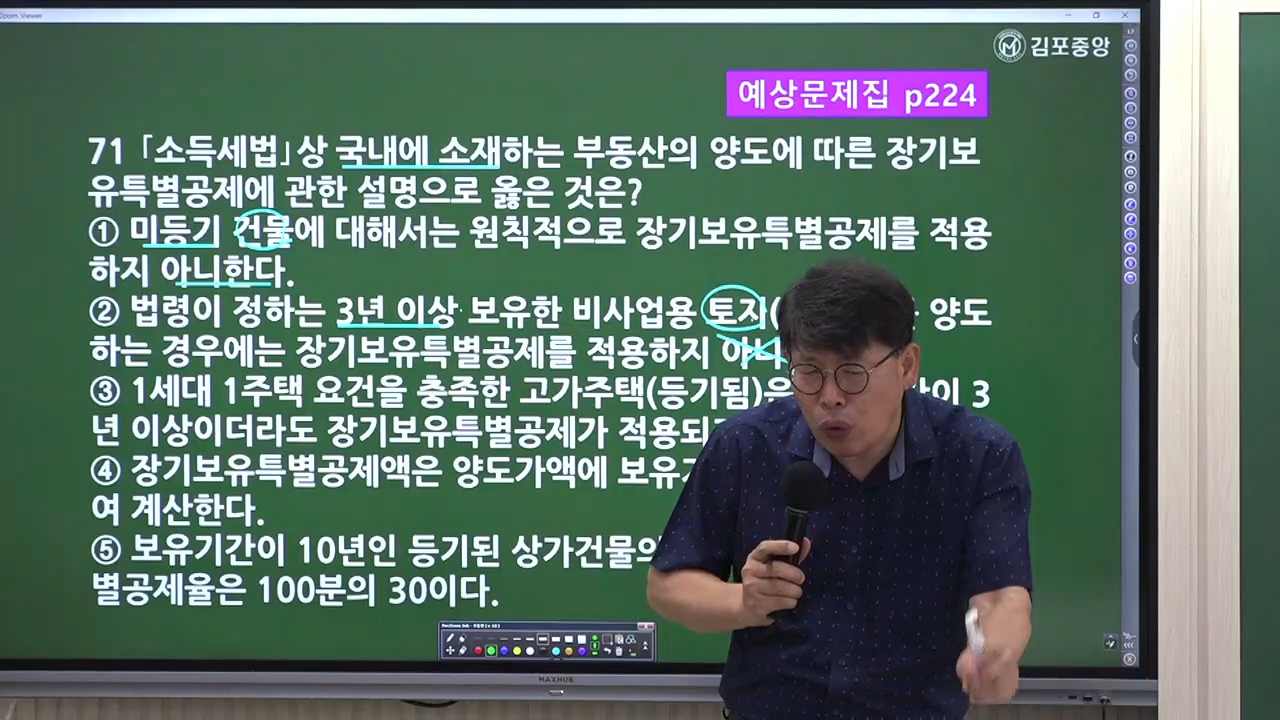 Zoom Viewer
김포중앙
예상문제집 p224
71 「소득세법」상 국내에 소재하는 부동산의 양도에 따른 장기보
유특별공제에 관한 설명으로 옳은 것은?
① 미등기 건물에 대해서는 원칙적으로 장기보유특별공제를 적용
하지 아니한다.
② 법령이 정하는 3년 이상 보유한 비사업용 토지( 양도
하는 경우에는 장기보유특별공제를 적용하지 아니
③ 1세대 1주택 요건을 충족한 고가주택(등기됨)은 3
년 이상이더라도 장기보유특별공제가 적용되지
④ 장기보유특별공제액은 양도가액에 보유기
여 계산한다.
⑤ 보유기간이 10년인 등기된 상가건물의
별공제율은 100분의 30이다.
MAXHUB